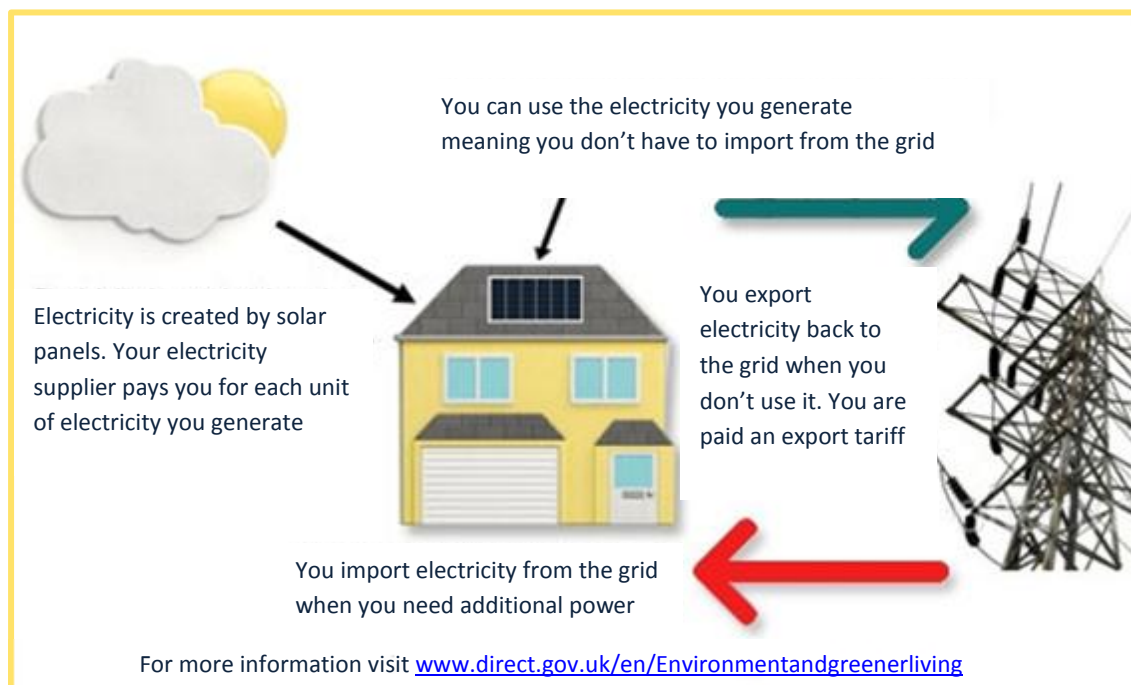 You can use the electricity you generate
meaning you don’t have to import from the grid
Electricity is created by solar
panels. Your electricity
supplier pays you for each unit
of electricity you generate
You export
electricity back to
the grid when you
don’t use it. You are
paid an export tariff
You import electricity from the grid
when you need additional power
For more information visit www.direct.gov.uk/en/Environmentandgreenerliving